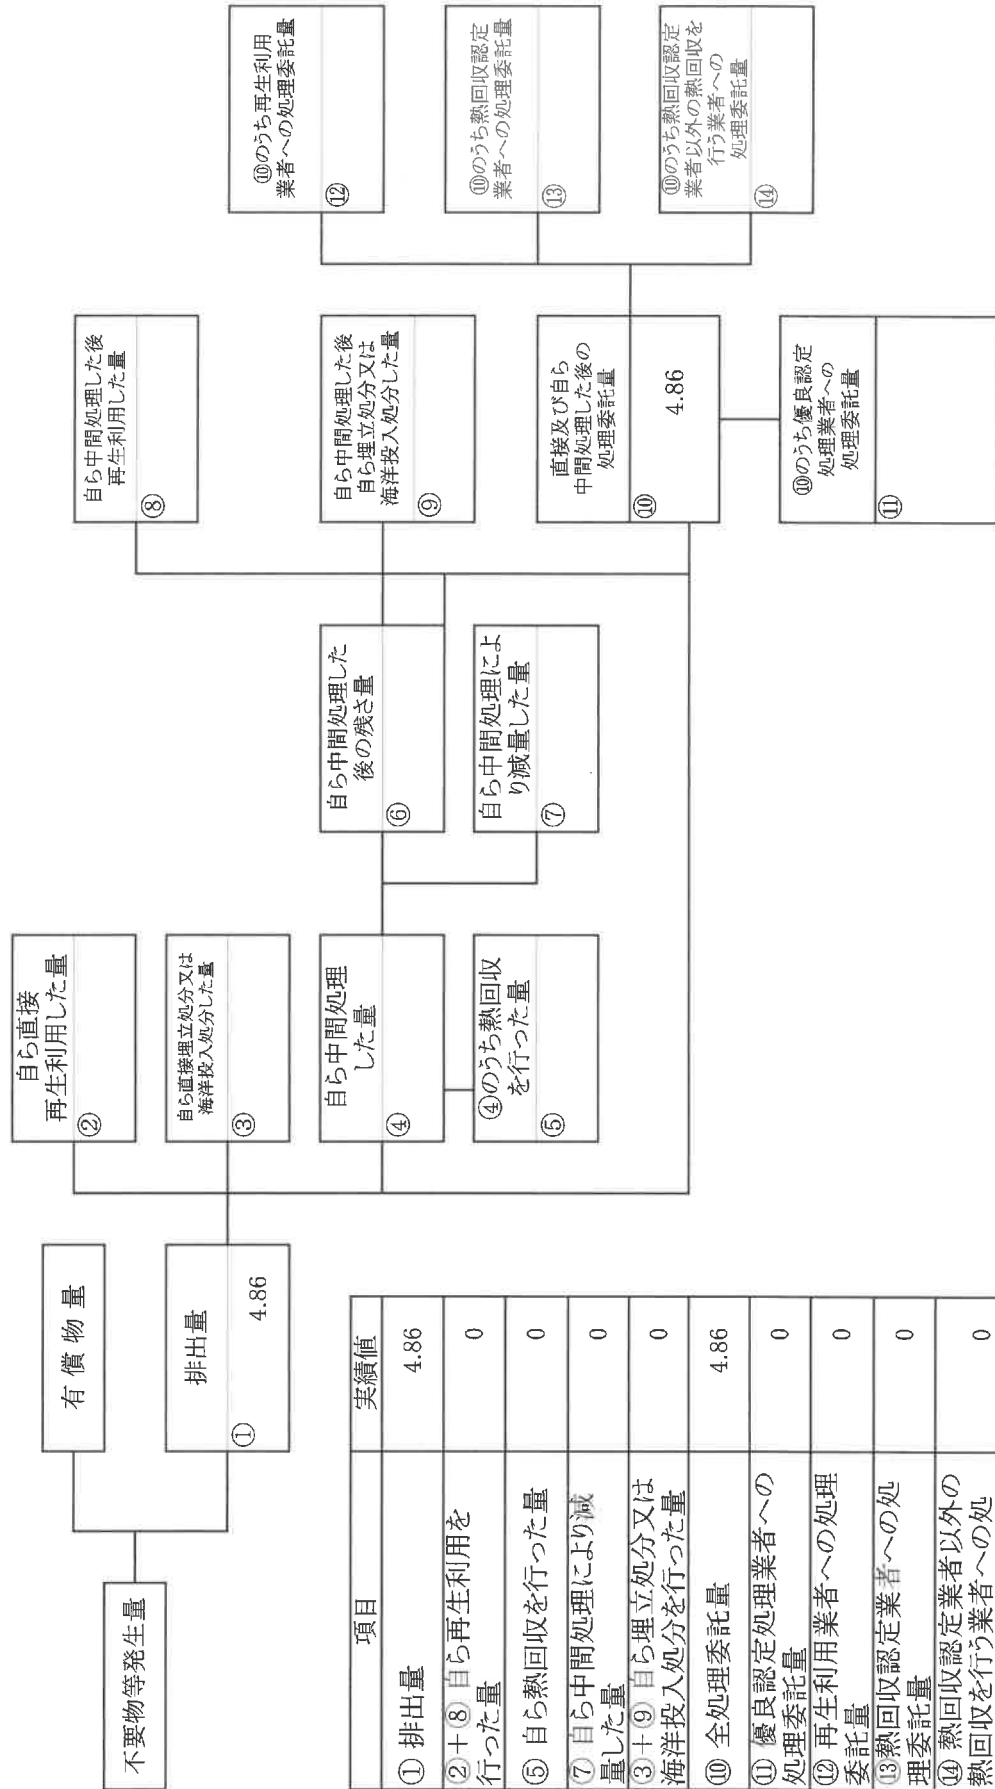 不要物等発生量
有償物量
排出量
①
4.86
自ら直接
再生利用した量
②
自ら直接埋立処分又は
海洋投入処分した量
③
自ら中間処理
した量
④
④のうち熱回収
を行った量
⑤
自ら中間処理した
後の残さ量
⑥
自ら中間処理によ
り減量した量
⑦
自ら中間処理した後
再生利用した量
⑧
自ら中間処理した後
自ら埋立処分又は
海洋投入処分した量
⑨
直接及び自ら
中間処理した後の
処理委託量
⑩
4.86
⑩のうち優良認定
処理業者への
処理委託量
⑪
⑩のうち再生利用
業者への処理委託量
⑫
⑩のうち熱回収認定
業者への処理委託量
⑬
⑩のうち熱回収認定
業者以外の熱回収を
行う業者への
処理委託量
⑭
項目 実績値
① 排出量 4.86
②+⑧ 自ら再生利用を
行った量 0
⑤ 自ら熱回収を行った量 0
⑦ 自ら中間処理により減
量した量 0
③+⑨ 自ら埋立処分又は
海洋投入処分を行った量 0
⑩ 全処理委託量 4.86
⑪ 優良認定処理業者への
処理委託量 0
⑫ 再生利用業者への処理
委託量 0
⑬熱回収認定業者への処
理委託量 0
⑭ 熱回収認定業者以外の
熱回収を行う業者への処 0